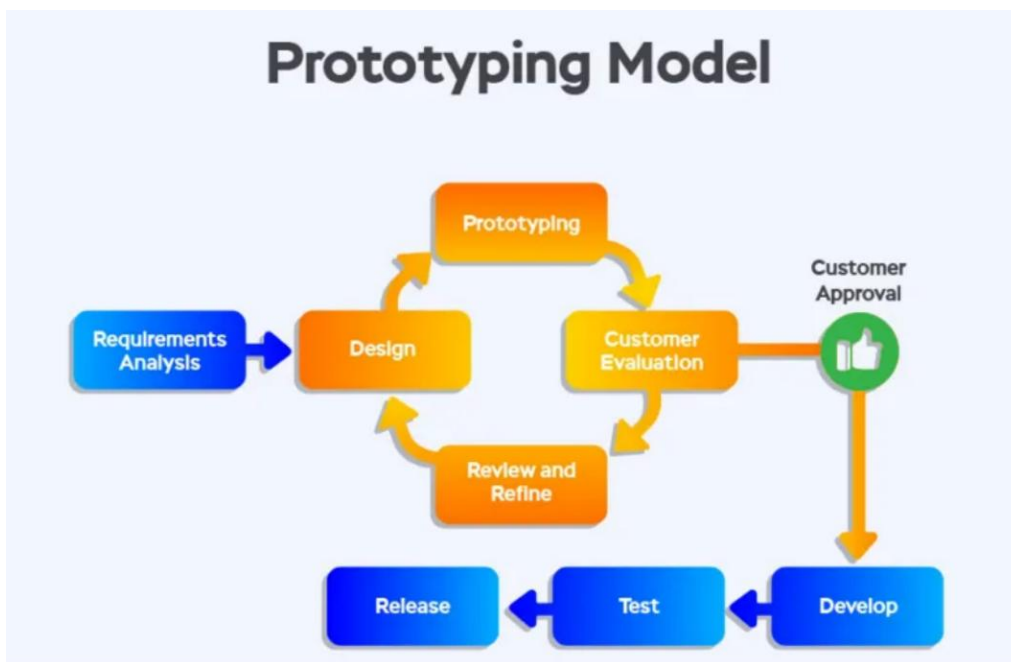 Prototyping Model
Prototyping
Customer
Approval
Requirements
Analysis
Design
Customer
Evaluation
Review and
Refine
Release
Test
Develop